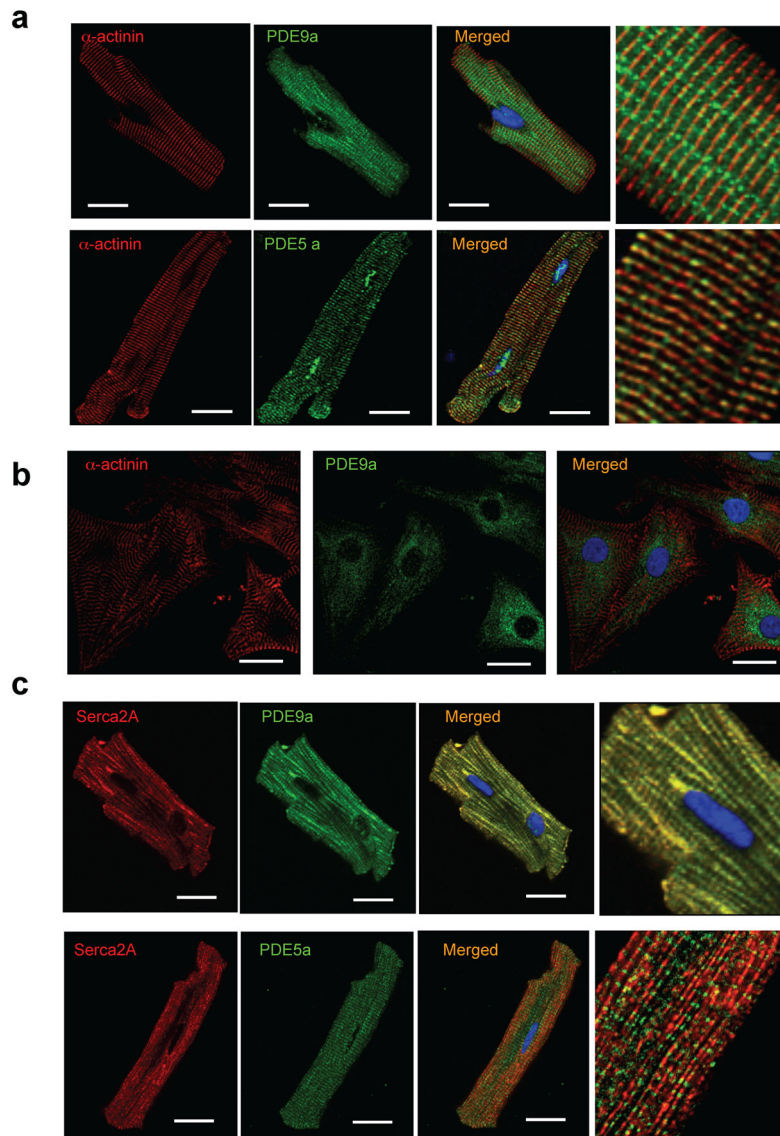 a
α-actinin PDE9a Merged
α-actinin PDE5 a Merged
b
α-actinin PDE9a Merged
c
Serca2A PDE9a Merged
Serca2A PDE5a Merged